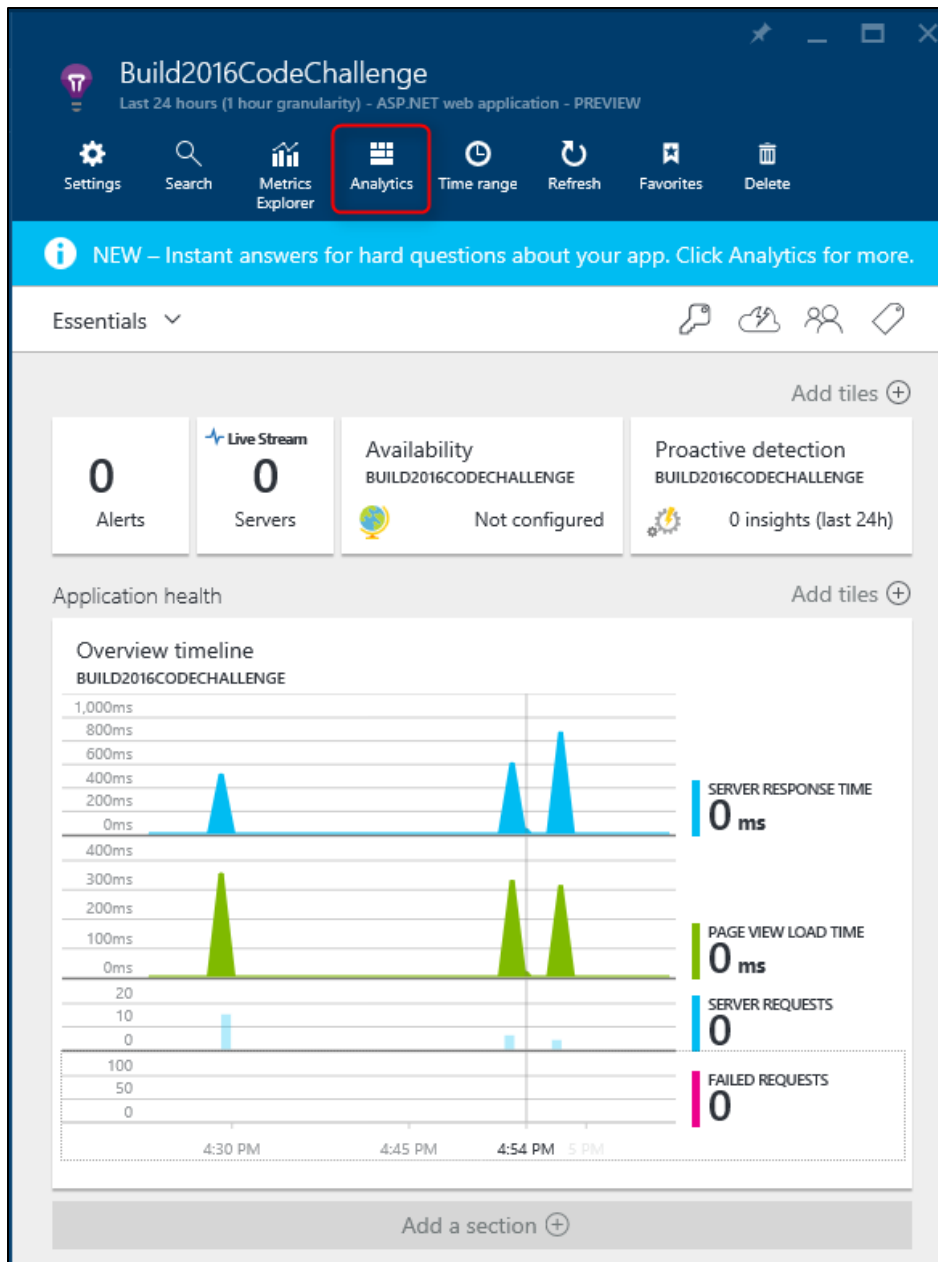 Build2016CodeChallenge
Last 24 hours (1 hour granularity) - ASP.NET web application - PREVIEW
Settings
Search
Metrics
Explorer
Analytics
Time range
Refresh
Favorites
Delete
NEW – Instant answers for hard questions about your app. Click Analytics for more.
Essentials
Add tiles
0
Alerts
Live Stream
0
Servers
Availability
BUILD2016CODECHALLENGE
Not configured
Proactive detection
BUILD2016CODECHALLENGE
0 insights (last 24h)
Application health
Add tiles
Overview timeline
BUILD2016CODECHALLENGE
1,000ms
800ms
600ms
400ms
200ms
0ms
SERVER RESPONSE TIME
0 ms
400ms
300ms
200ms
100ms
0ms
PAGE VIEW LOAD TIME
0 ms
20
10
0
SERVER REQUESTS
0
100
50
0
FAILED REQUESTS
0
4:30 PM
4:45 PM
4:54 PM
5 PM
Add a section